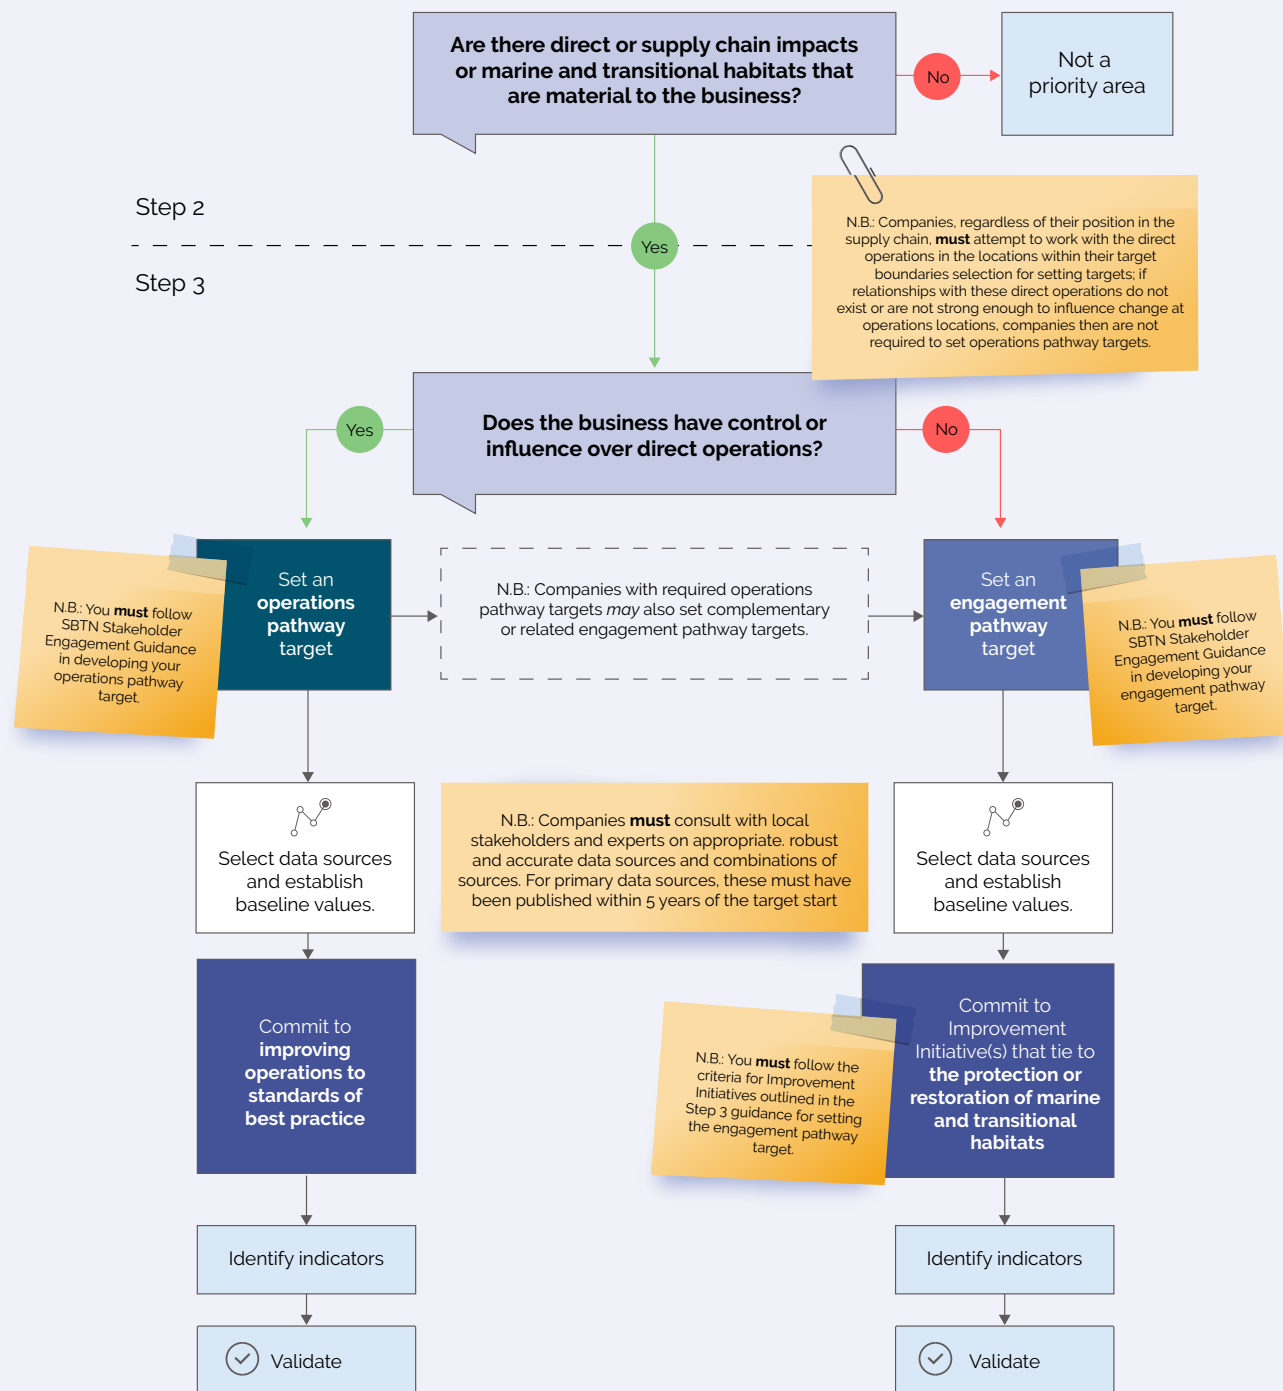 Are there direct or supply chain impacts
or marine and transitional habitats that
are material to the business?
No
Not a
priority area
Step 2
Yes
Step 3
N.B.: Companies, regardless of their position in the
supply chain, must attempt to work with the direct
operations in the locations within their target
boundaries selection for setting targets; if
relationships with these direct operations do not
exist or are not strong enough to influence change at
operations locations, companies then are not
required to set operations pathway targets.
Does the business have control or
influence over direct operations?
Yes
No
N.B.: You must follow
SBTN Stakeholder
Engagement Guidance
in developing your
operations pathway
target.
Set an
operations
pathway
target
N.B.: Companies with required operations
pathway targets may also set complementary
or related engagement pathway targets.
Set an
engagement
pathway
target
N.B.: You must follow
SBTN Stakeholder
Engagement Guidance
in developing your
engagement pathway
target.
Select data sources
and establish
baseline values.
N.B.: Companies must consult with local
stakeholders and experts on appropriate. robust
and accurate data sources and combinations of
sources. For primary data sources, these must have
been published within 5 years of the target start
Select data sources
and establish
baseline values.
Commit to
improving
operations to
standards of
best practice
N.B.: You must follow the
criteria for Improvement
Initiatives outlined in the
Step 3 guidance for setting
the engagement pathway
target.
Commit to
Improvement
Initiative(s) that tie to
the protection or
restoration of marine
and transitional
habitats
Identify indicators
Identify indicators
Validate
Validate